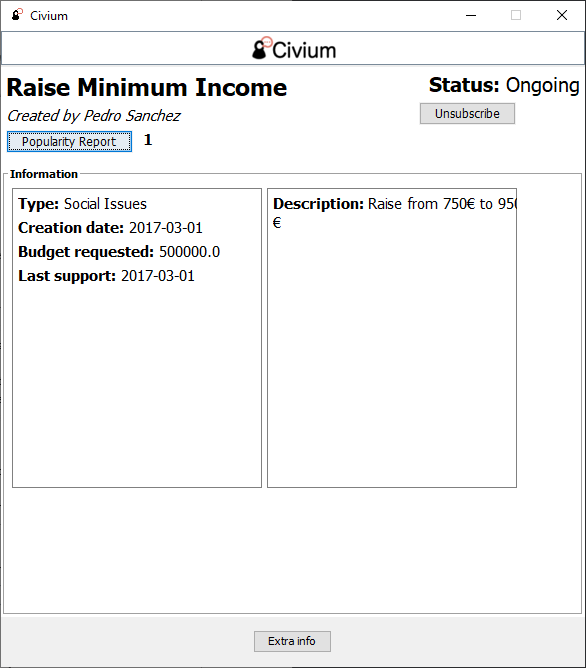 Civium
Civium
Raise Minimum Income
Status: Ongoing
Created by Pedro Sanchez
Unsubscribe
Popularity Report
1
Information
Type: Social Issues
Creation date: 2017-03-01
Budget requested: 500000.0
Last support: 2017-03-01
Description: Raise from 750€ to 950
€
Extra info